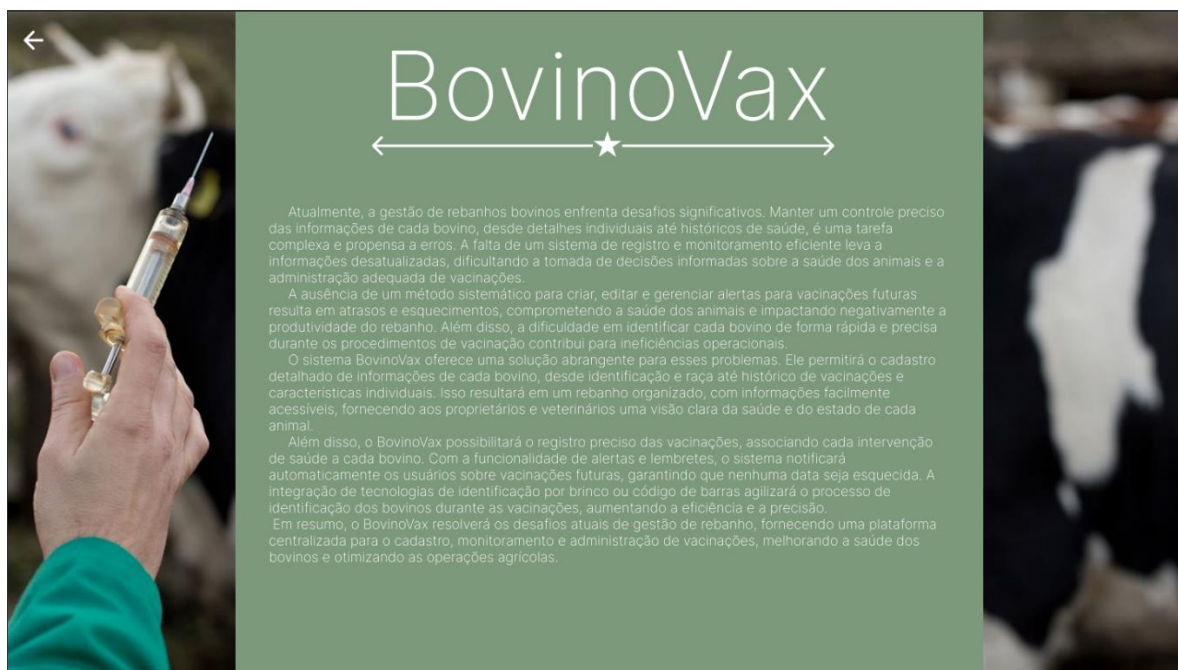 BovinoVax
Atualmente, a gestão de rebanhos bovinos enfrenta desafios significativos. Manter um controle preciso
das informações de cada bovino, desde detalhes individuais até históricos de saúde, é uma tarefa
complexa e propensa a erros. A falta de um sistema de registro e monitoramento eficiente leva a
informações desatualizadas, dificultando a tomada de decisões informadas sobre a saúde dos animais e a
administração adequada de vacinações.
A ausência de um método sistemático para criar, editar e gerenciar alertas para vacinações futuras
resulta em atrasos e esquecimentos, comprometendo a saúde dos animais e impactando negativamente a
produtividade do rebanho. Além disso, a dificuldade em identificar cada bovino de forma rápida e precisa
durante os procedimentos de vacinação contribui para ineficiências operacionais.
O sistema BovinoVax oferece uma solução abrangente para esses problemas. Ele permitirá o cadastro
detalhado de informações de cada bovino, desde identificação e raça até histórico de vacinações e
características individuais. Isso resultará em um rebanho organizado, com informações facilmente
acessíveis, fornecendo aos proprietários e veterinários uma visão clara da saúde e do estado de cada
animal.
Além disso, o BovinoVax possibilitará o registro preciso das vacinações, associando cada intervenção
de saúde a cada bovino. Com a funcionalidade de alertas e lembretes, o sistema notificará
automaticamente os usuários sobre vacinações futuras, garantindo que nenhuma data seja esquecida. A
integração de tecnologias de identificação por brinco ou código de barras agilizará o processo de
identificação dos bovinos durante as vacinações, aumentando a eficiência e a precisão.
Em resumo, o BovinoVax resolverá os desafios atuais de gestão de rebanho, fornecendo uma plataforma
centralizada para o cadastro, monitoramento e administração de vacinações, melhorando a saúde dos
bovinos e otimizando as operações agrícolas.